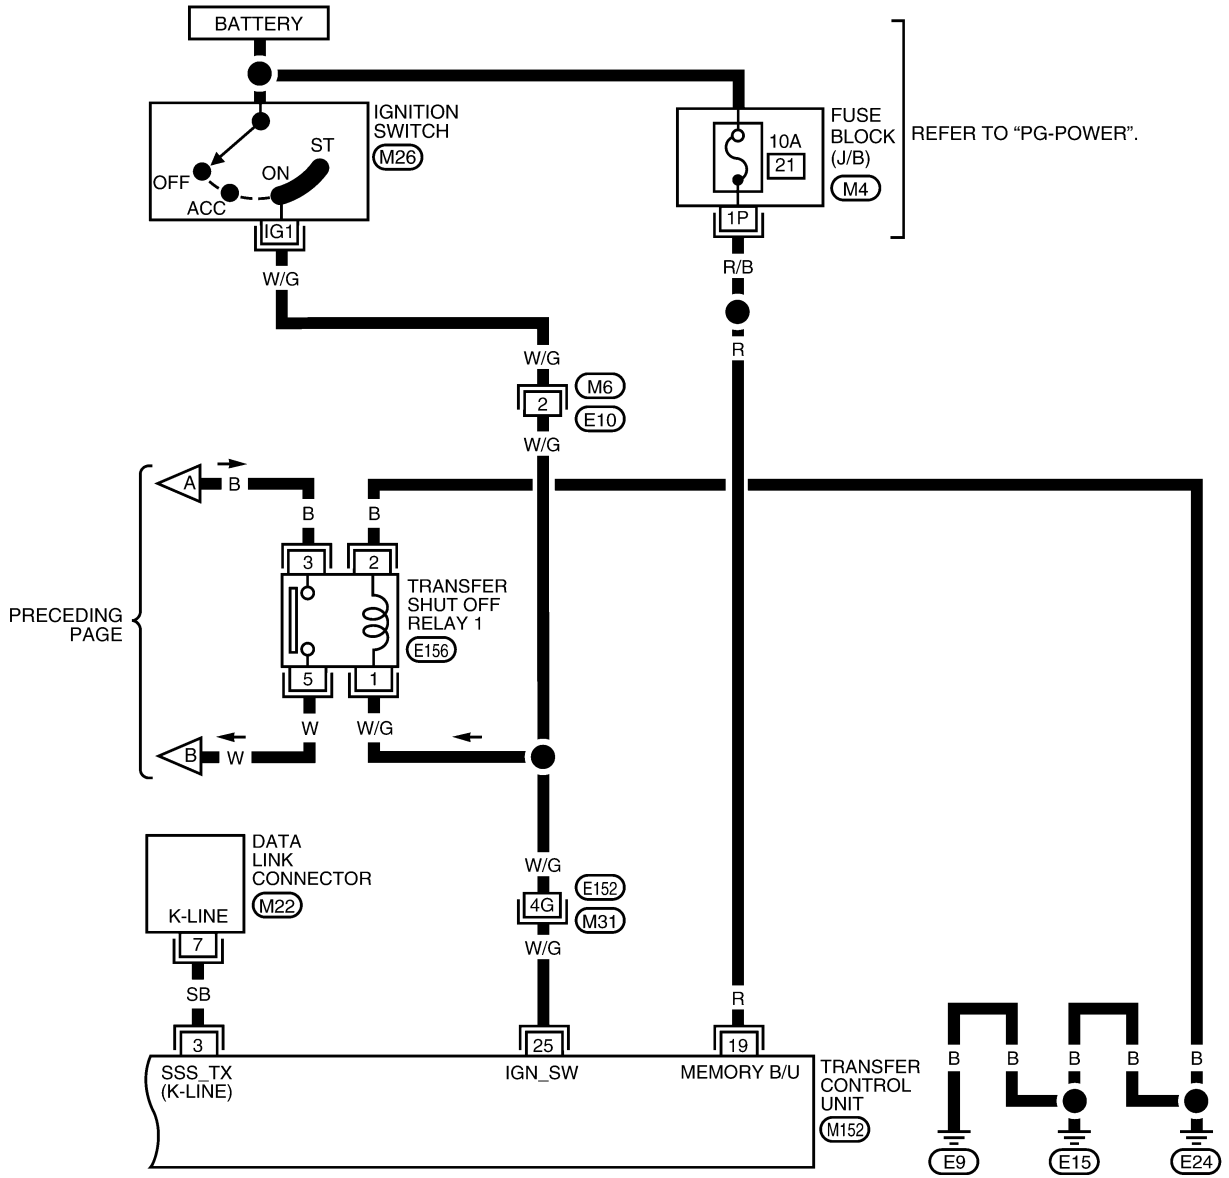 BATTERY
IGNITION
SWITCH
M26
ST
ON
OFF
ACC
IG1
W/G
FUSE
BLOCK
(J/B)
M4
10A
21
1P
REFER TO “PG-POWER”.
R/B
R
W/G
2
M6
E10
W/G
A
B
B
B
3
2
TRANSFER
SHUT OFF
RELAY 1
E156
PRECEDING
PAGE
5
1
W
W/G
B
W
DATA
LINK
CONNECTOR
M22
K-LINE
7
SB
W/G
4G
E152
M31
W/G
R
3
25
19
SSS_TX
(K-LINE)
IGN_SW
MEMORY B/U
TRANSFER
CONTROL
UNIT
M152
B
B
B
B
B
E9
E15
E24